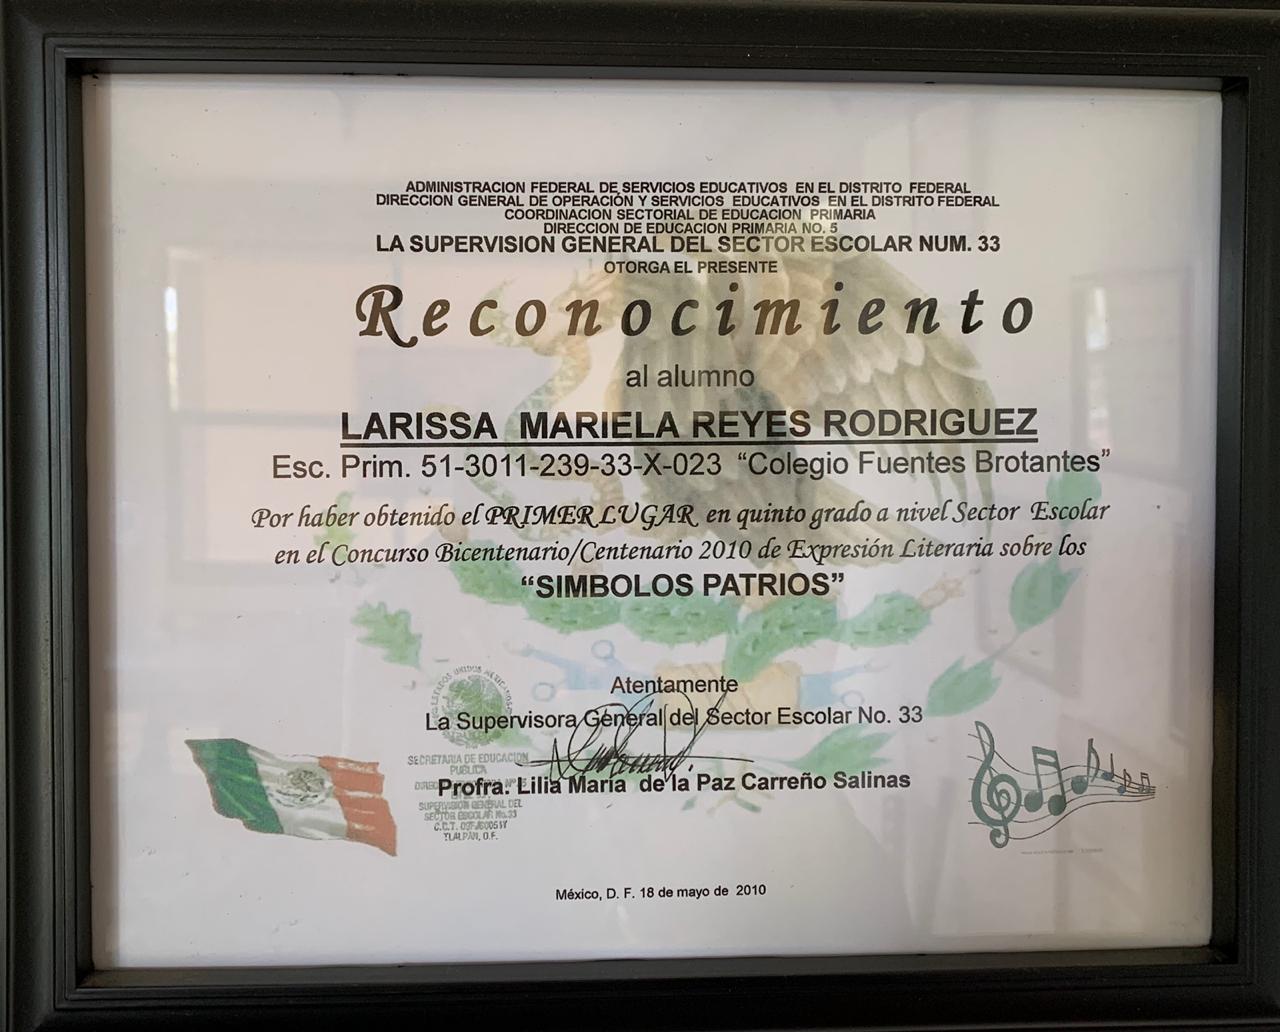 ADMINISTRACION FEDERAL DE SERVICIOS EDUCATIVOS EN EL DISTRITO FEDERAL
DIRECCION GENERAL DE OPERACIÓN Y SERVICIOS EDUCATIVOS EN EL DISTRITO FEDERAL
COORDINACION SECTORIAL DE EDUCACION PRIMARIA
DIRECCION DE EDUCACION PRIMARIA NO. 5
LA SUPERVISION GENERAL DEL SECTOR ESCOLAR NUM. 33
OTORGA EL PRESENTE
Reconocimiento
al alumno
LARISSA MARIELA REYES RODRIGUEZ
Esc. Prim. 51-3011-239-33-X-023 “Colegio Fuentes Brotantes”
Por haber obtenido el PRIMER LUGAR en quinto grado a nivel Sector Escolar
en el Concurso Bicentenario/Centenario 2010 de Expresión Literaria sobre los
“SIMBOLOS PATRIOS”
Atentamente
La Supervisora General del Sector Escolar No. 33
Profra. Lilia María de la Paz Carreño Salinas
ESTADOS UNIDOS MEXICANOS
SECRETARIA DE EDUCACION
PUBLICA
SUPERVISION GENERAL DEL
SECTOR ESCOLAR No.33
C.C.T.
TLALPAN, D.F.
México, D. F. 18 de mayo de 2010